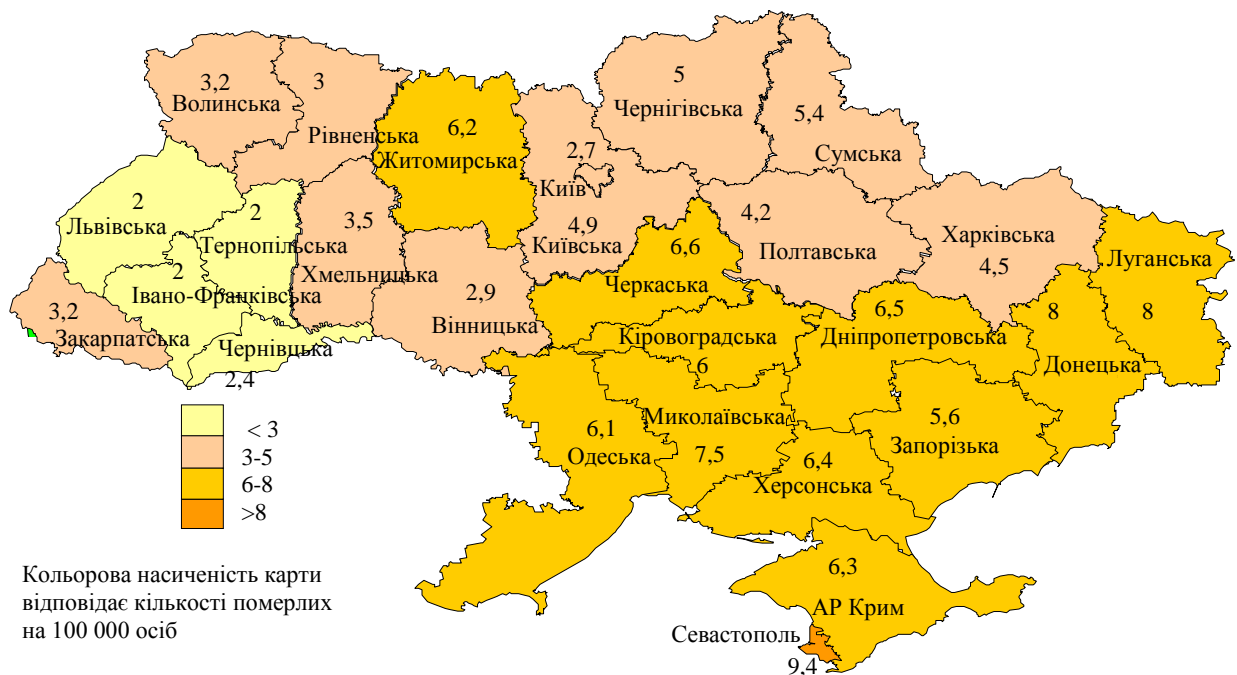 3,2
Волинська
3
Рівненська
6,2
Житомирська
2,7
Київ
4,9
Київська
5
Чернігівська
5,4
Сумська
2
Львівська
2
Тернопільська
3,5
Хмельницька
2
Івано-Франківська
3,2
Закарпатська
2,4
Чернівцька
2,9
Вінницька
6,6
Черкаська
4,2
Полтавська
Харківська
4,5
Луганська
8
8
Донецька
6,5
Дніпропетровська
Кіровоградська
6
6,1
Одеська
Миколаївська
7,5
6,4
Херсонська
5,6
Запорізька
6,3
АР Крим
Севастополь
9,4
< 3
3-5
6-8
>8
Кольорова насиченість карти
відповідає кількості померлих
на 100 000 осіб